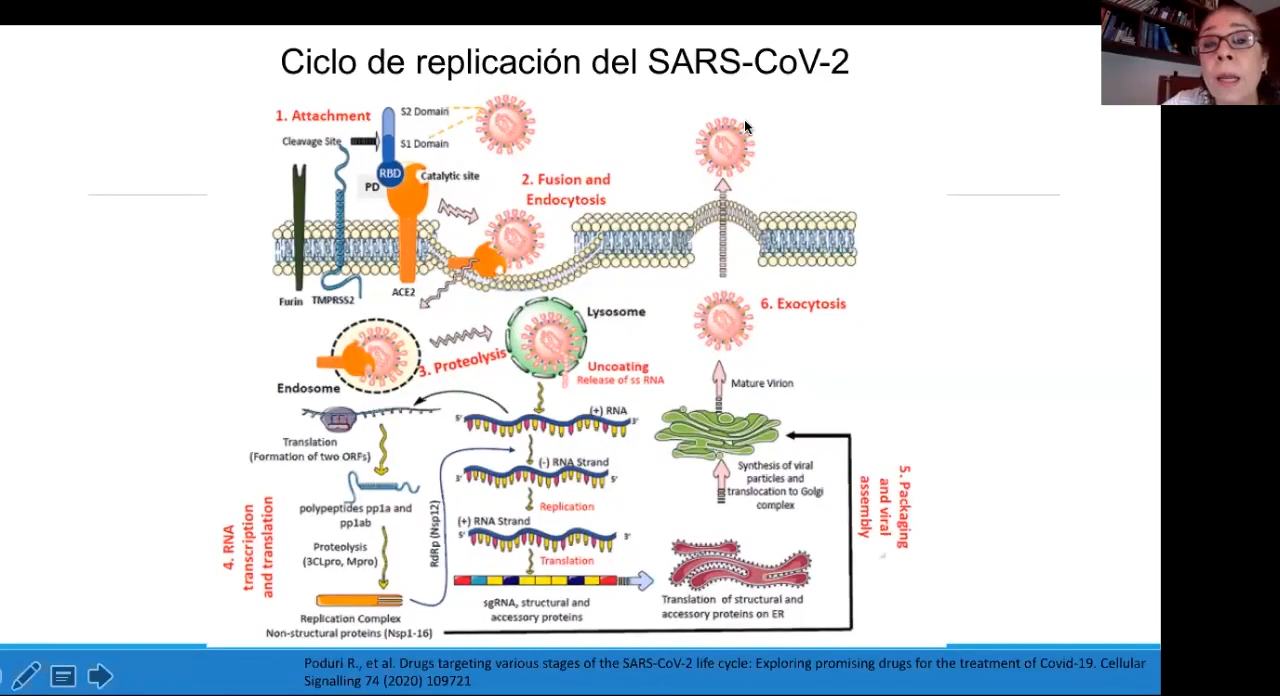 Ciclo de replicación del SARS-CoV-2
1. Attachment
S2 Domain
Cleavage Site
S1 Domain
RBD
PD
Catalytic site
2. Fusion and
Endocytosis
Furin
TMPRSS2
ACE2
Lysosome
6. Exocytosis
3. Proteolysis
Uncoating
Release of ss RNA
Endosome
Mature Virion
5'
(+) RNA
3'
Translation
(Formation of two ORFs)
(-) RNA Strand
3'
5'
Synthesis of viral
particles and
translocation to Golgi
complex
5. Packaging
and viral
assembly
polypeptides pp1a and
pp1ab
Replication
RdRp (Nsp12)
(+) RNA Strand
5'
3'
4. RNA
transcription
and translation
Proteolysis
(3CLpro, Mpro)
Translation
sgRNA, structural and
accessory proteins
Translation of structural and
accessory proteins on ER
Replication Complex
Non-structural proteins (Nsp1-16)
Poduri R., et al. Drugs targeting various stages of the SARS-CoV-2 life cycle: Exploring promising drugs for the treatment of Covid-19. Cellular
Signalling 74 (2020) 109721